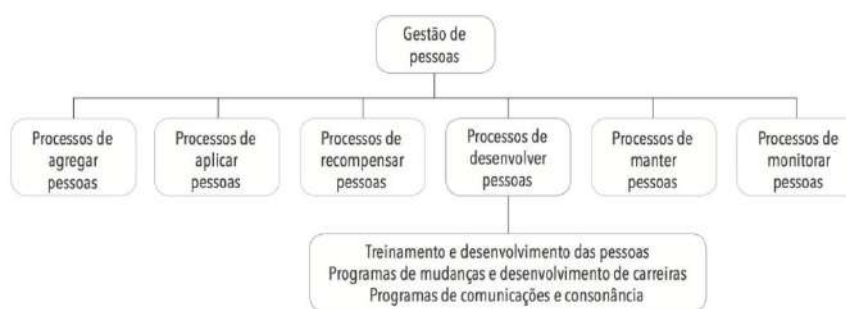 Gestão de
pessoas
Processos de
agregar
pessoas
Processos de
aplicar
pessoas
Processos de
recompensar
pessoas
Processos de
desenvolver
pessoas
Processos de
manter
pessoas
Processos de
monitorar
pessoas
Treinamento e desenvolvimento das pessoas
Programas de mudanças e desenvolvimento de carreiras
Programas de comunicações e consonância